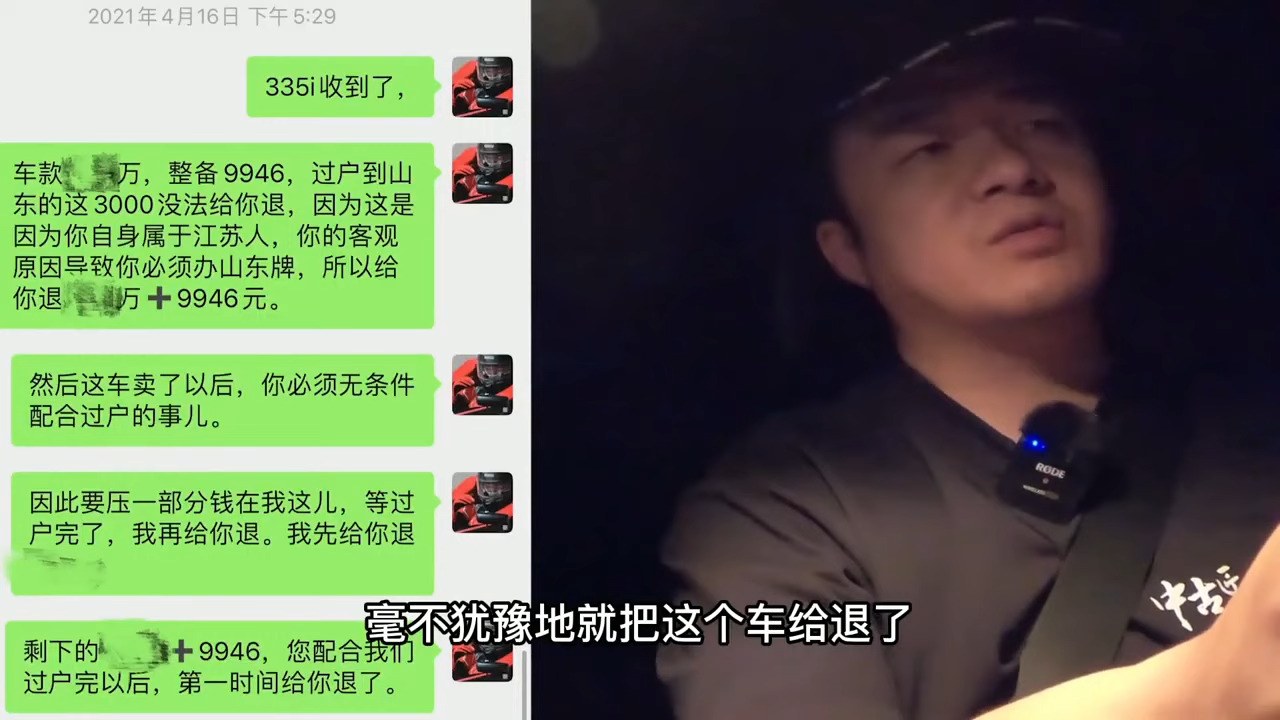 2021年4月16日 下午5:29
335i收到了，
车款万，整备9946，过户到山
东的这3000没法给你退，因为这是
因为你自身属于江苏人，你的客观
原因导致你必须办山东牌，所以给
你退万➕9946元。
然后这车卖了以后，你必须无条件
配合过户的事儿。
因此要压一部分钱在我这儿，等过
户完了，我再给你退。我先给你退
剩下的➕9946，您配合我们
过户完以后，第一时间给你退了。
毫不犹豫地就把这个车给退了
RØDE
中古匠